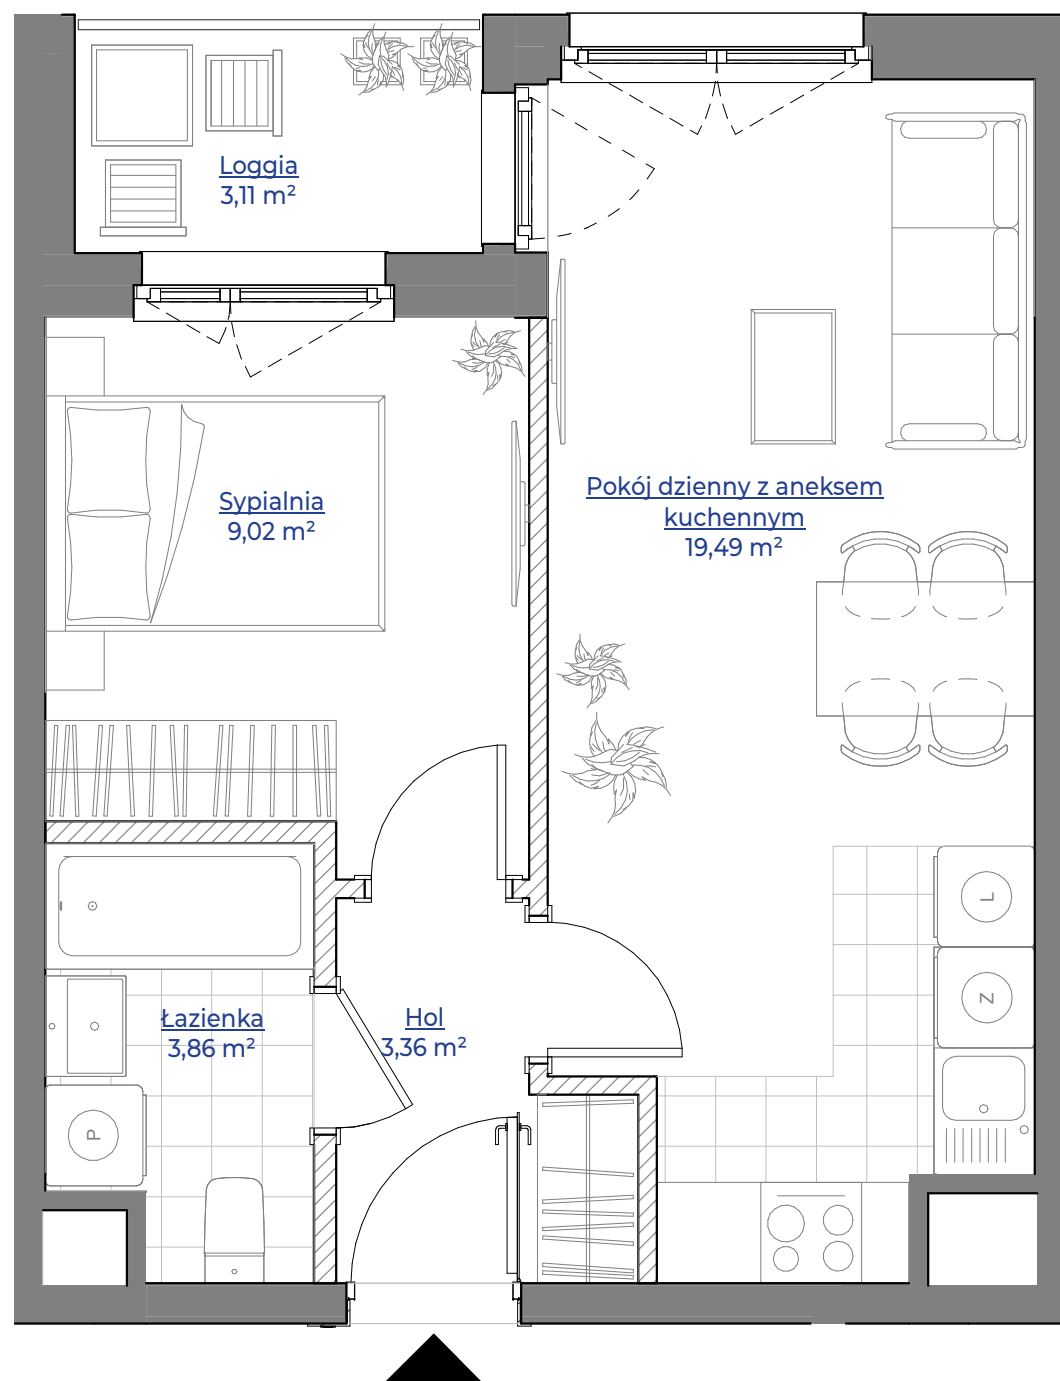 Loggia
3,11 m²
Sypialnia
9,02 m²
Pokój dzienny z aneksem
kuchennym
19,49 m²
L
Z
Łazienka
3,86 m²
Hol
3,36 m²
P